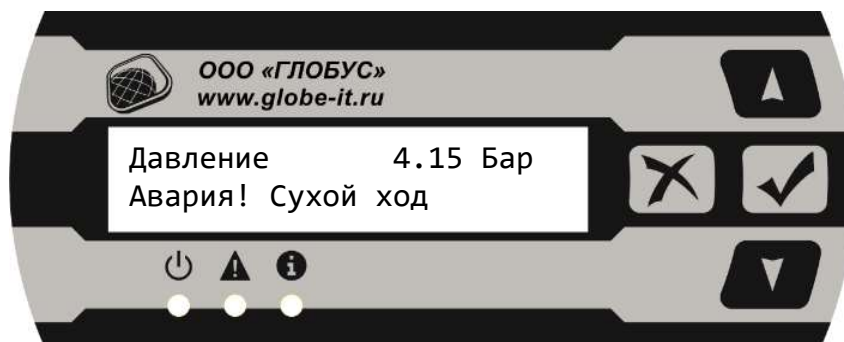 ООО «ГЛОБУС»
www.globe-it.ru
Давление 4.15 Бар
Авария! Сухой ход